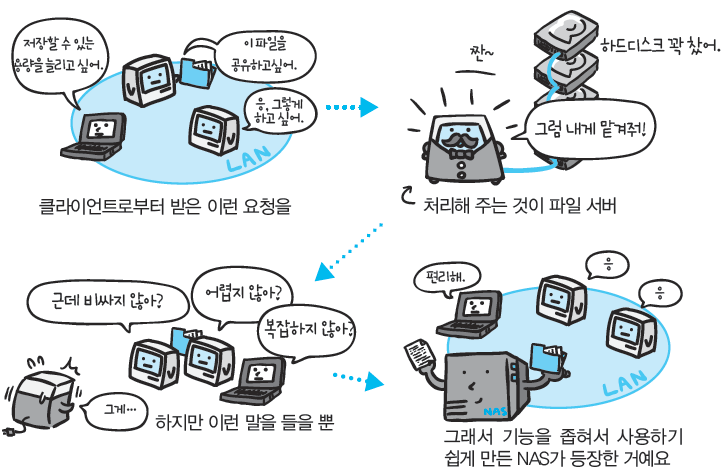 저장할 수 있는
용량을 늘리고 싶어.
이 파일을
공유하고싶어.
응, 그렇게
하고 싶어.
LAN
클라이언트로부터 받은 이런 요청을
짠~
하드디스크 꽉 찼어.
그럼 내게 맡겨줘!
처리해 주는 것이 파일 서버
근데 비싸지 않아?
어렵지 않아?
복잡하지 않아?
그게…
하지만 이런 말을 들을 뿐
편리해.
응
응
LAN
NAS
그래서 기능을 좁혀서 사용하기
쉽게 만든 NAS가 등장한 거예요